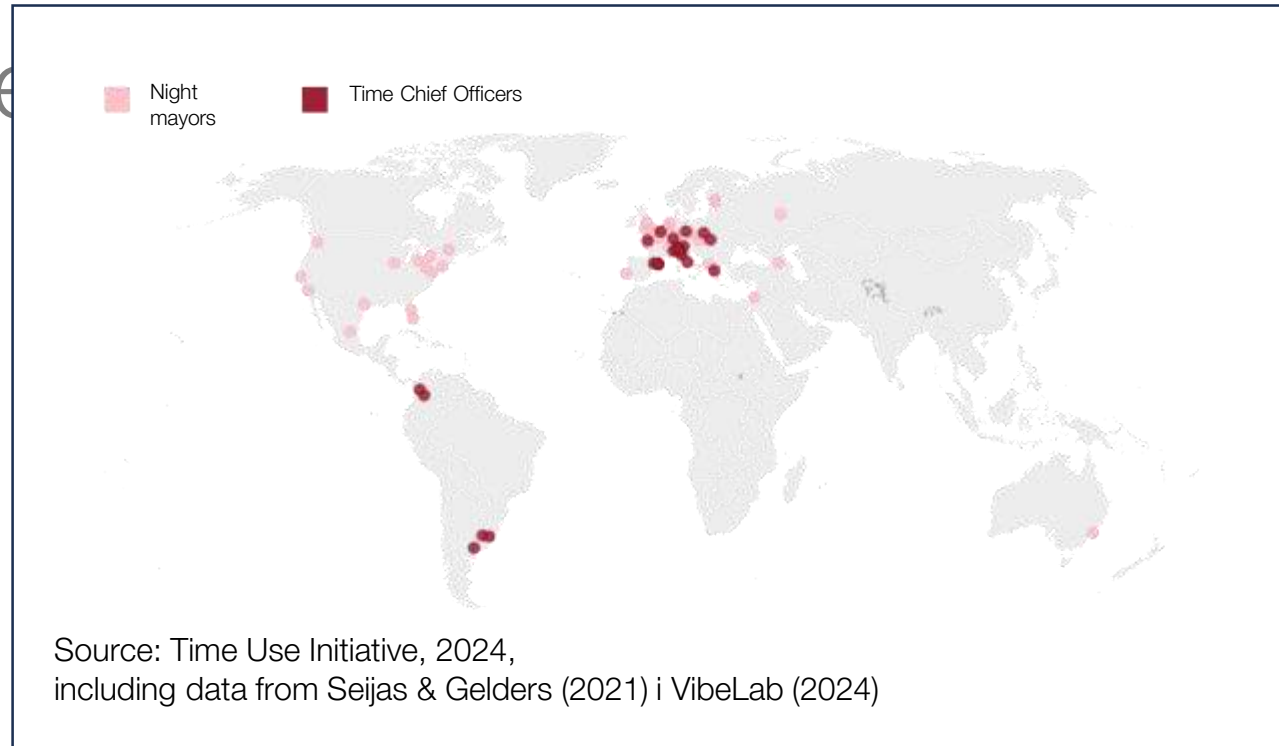 Night
mayors
Time Chief Officers
Source: Time Use Initiative, 2024,
including data from Seijas & Gelders (2021) i VibeLab (2024)